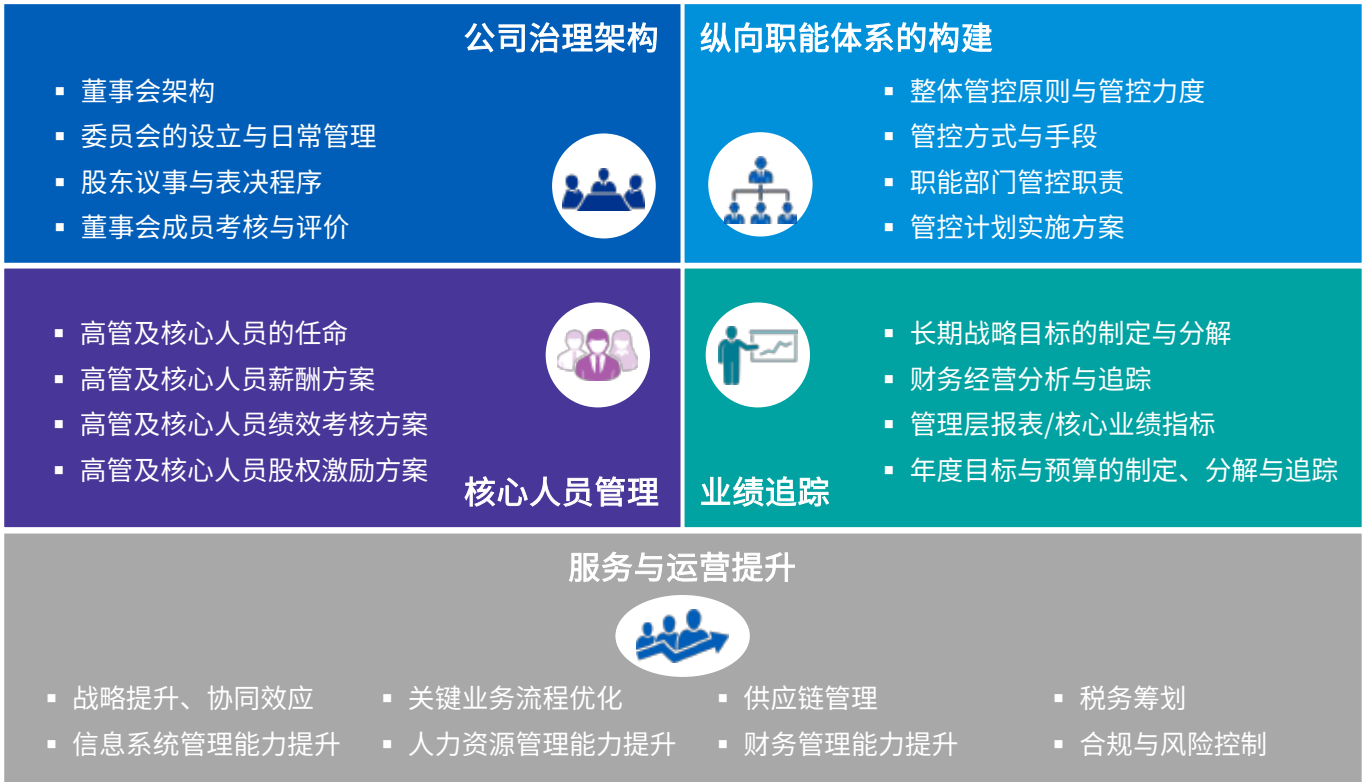 公司治理架构
▪ 董事会架构
▪ 委员会的设立与日常管理
▪ 股东议事与表决程序
▪ 董事会成员考核与评价
纵向职能体系的构建
▪ 整体管控原则与管控力度
▪ 管控方式与手段
▪ 职能部门管控职责
▪ 管控计划实施方案
▪ 高管及核心人员的任命
▪ 高管及核心人员薪酬方案
▪ 高管及核心人员绩效考核方案
▪ 高管及核心人员股权激励方案
核心人员管理
▪ 长期战略目标的制定与分解
▪ 财务经营分析与追踪
▪ 管理层报表/核心业绩指标
▪ 年度目标与预算的制定、分解与追踪
业绩追踪
服务与运营提升
▪ 战略提升、协同效应
▪ 信息系统管理能力提升
▪ 关键业务流程优化
▪ 人力资源管理能力提升
▪ 供应链管理
▪ 财务管理能力提升
▪ 税务筹划
▪ 合规与风险控制